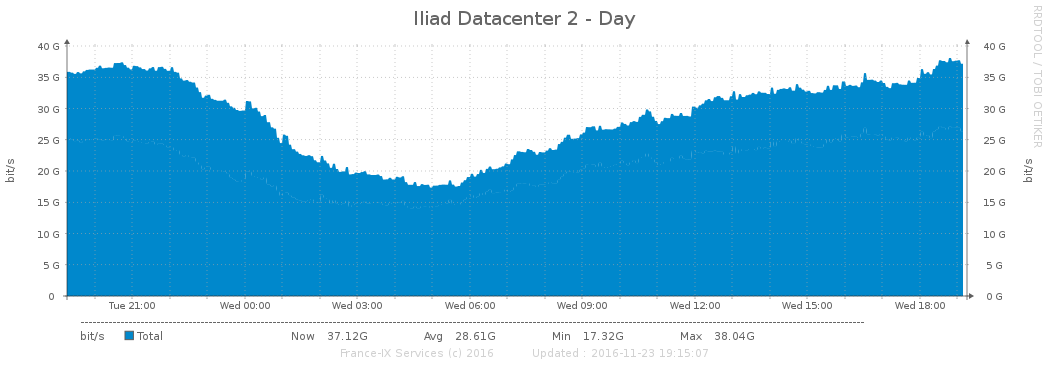 Iliad Datacenter 2 - Day
RRDTOOL / TOBI OETIKER
40 G 40 G
35 G 35 G
30 G 30 G
25 G 25 G
20 G 20 G
15 G 15 G
10 G 10 G
5 G 5 G
0 0 G
bit/s
bit/s
Tue 21:00 Wed 00:00 Wed 03:00 Wed 06:00 Wed 09:00 Wed 12:00 Wed 15:00 Wed 18:00
bit/s Total Now 37.12G Avg 28.61G Min 17.32G Max 38.04G
France-IX Services (c) 2016 Updated : 2016-11-23 19:15:07